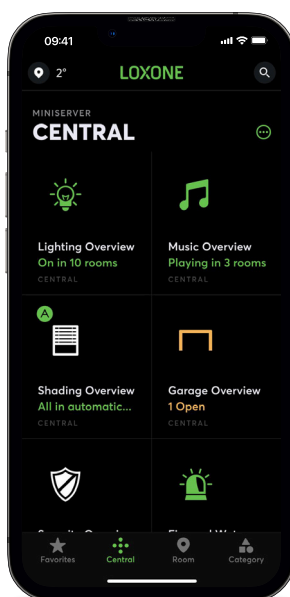 09:41
2°
LOXONE
MINISERVER
CENTRAL
Lighting Overview
On in 10 rooms
CENTRAL
Music Overview
Playing in 3 rooms
CENTRAL
A
Shading Overview
All in automatic...
CENTRAL
Garage Overview
1 Open
CENTRAL
Favorites
Central
Room
Category